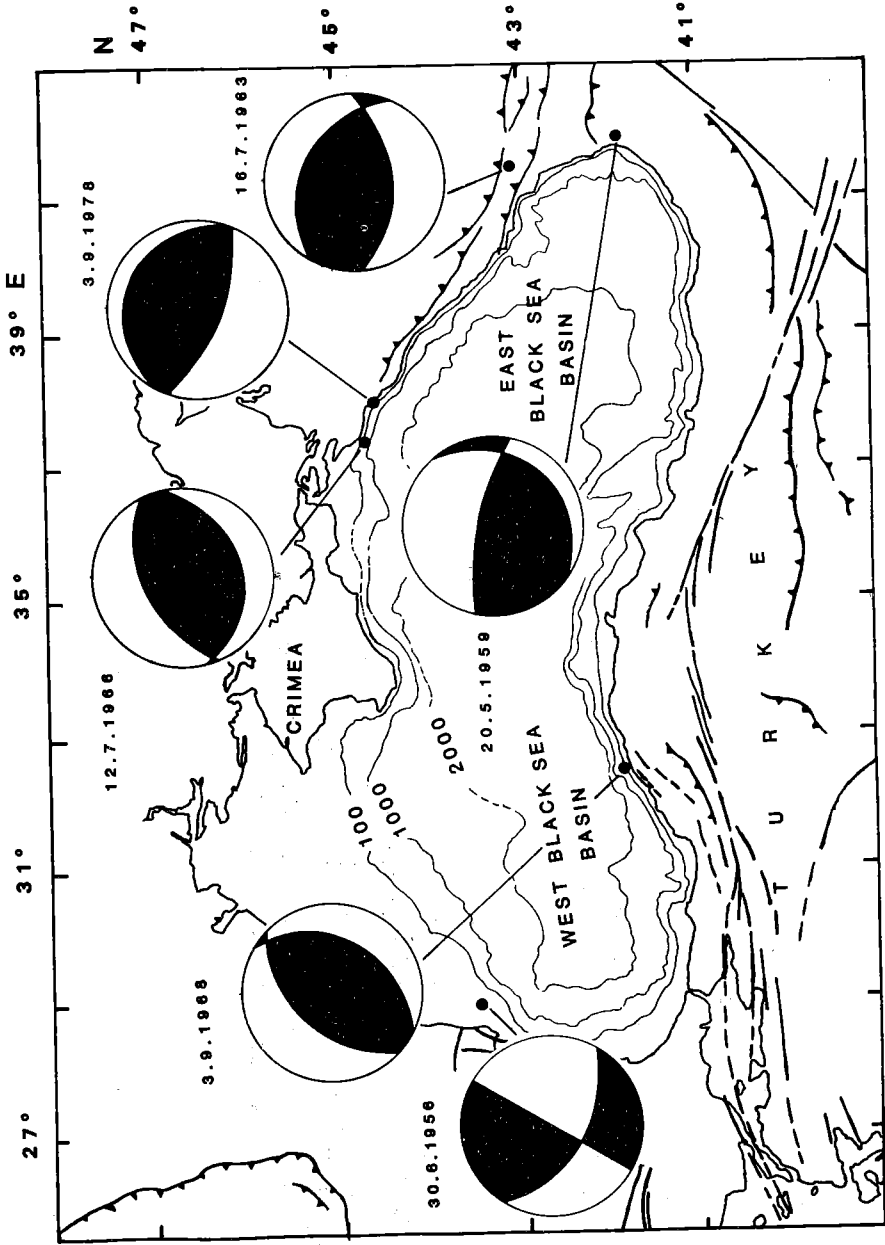 27°
31°
35°
39° E
N
47°
45°
43°
41°
12.7.1966
3.9.1978
16.7.1963
3.9.1968
30.6.1956
20.5.1959
CRIMEA
100
1000
2000
WEST BLACK SEA
BASIN
EAST
BLACK SEA
BASIN
TURKEY